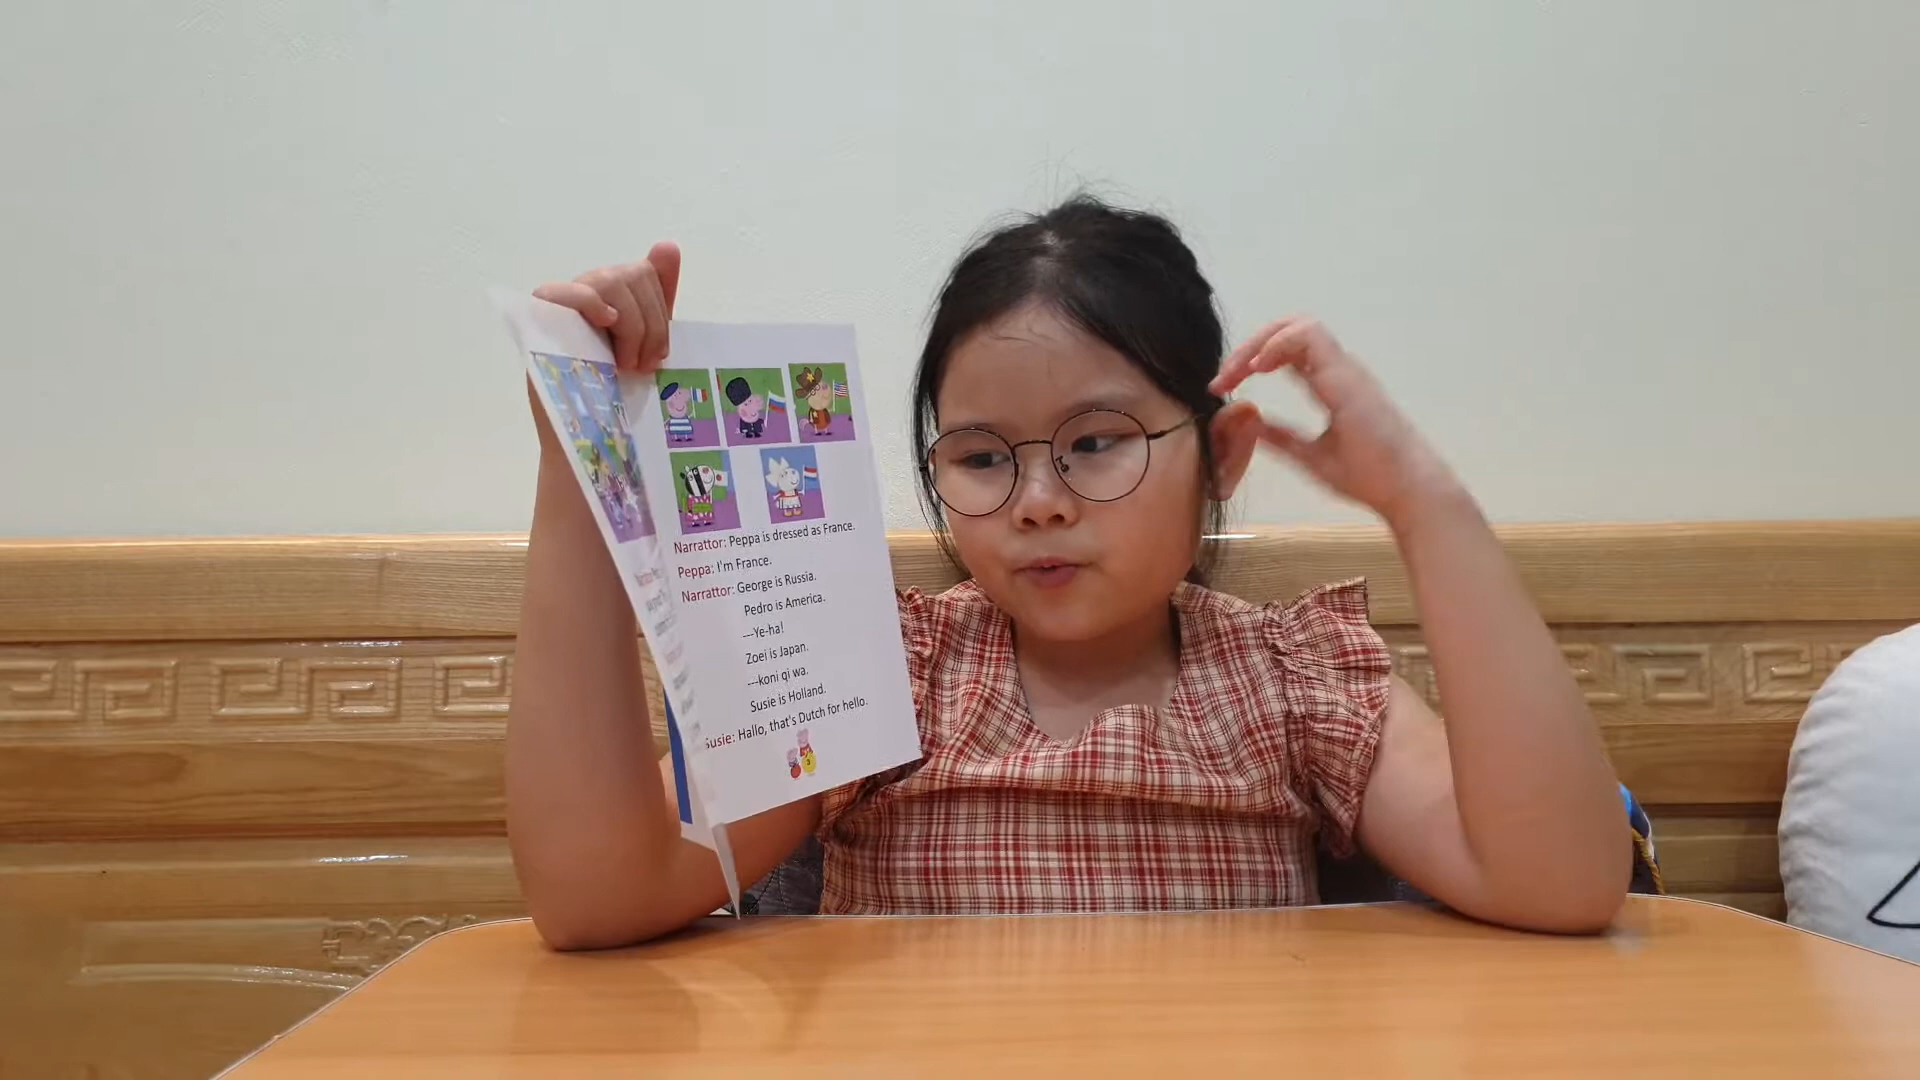 Narrattor: Peppa is dressed as France.
Peppa: I'm France.
Narrattor: George is Russia.
Pedro is America.
---Ye-ha!
Zoei is Japan.
---koni qi wa.
Susie is Holland.
Susie: Hallo, that's Dutch for hello.
3